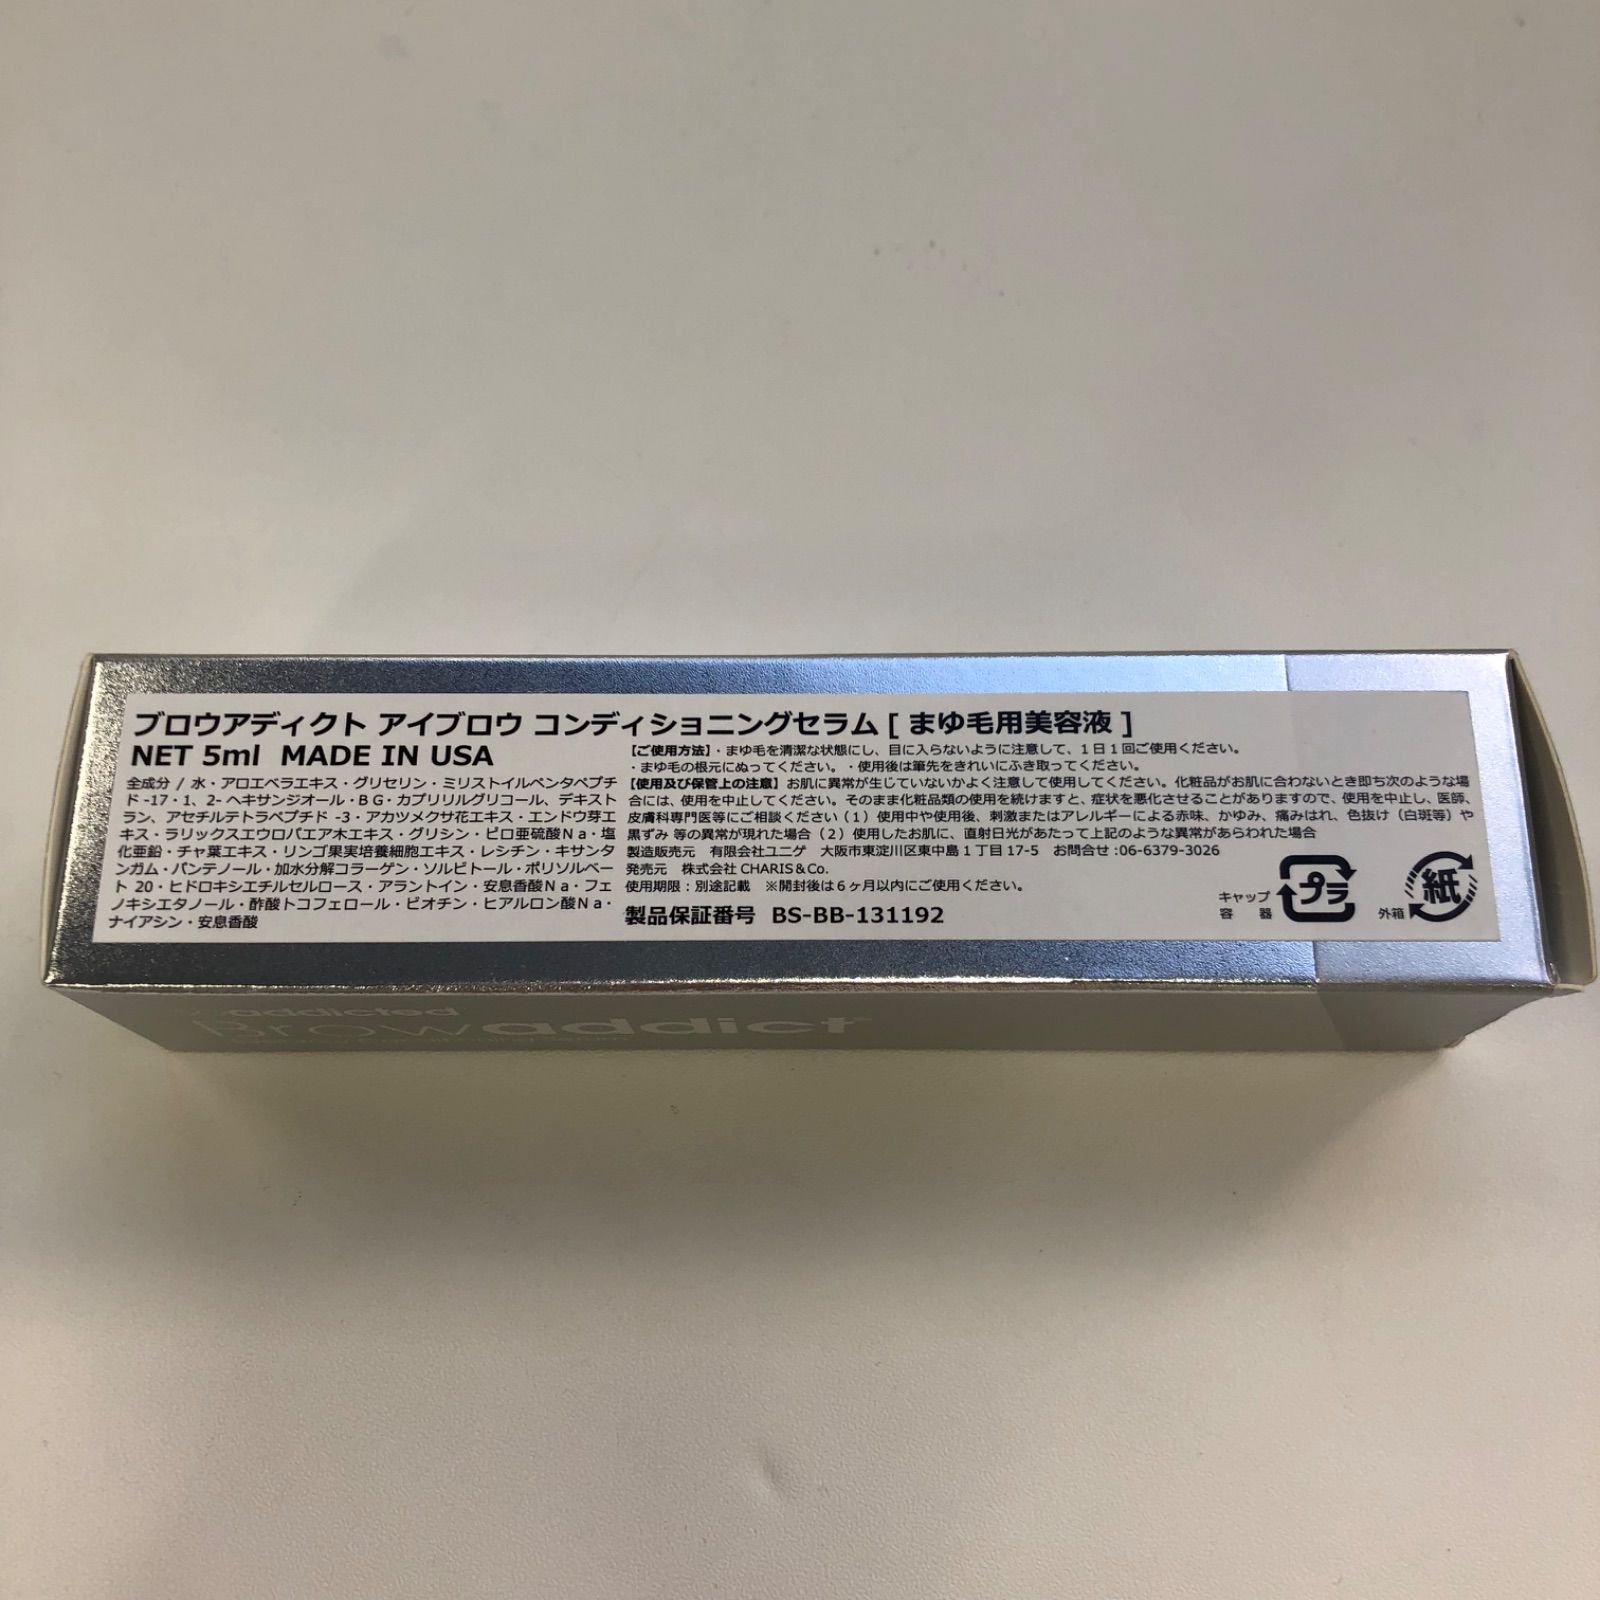 ブロウアディクト アイブロウ コンディショニングセラム [ まゆ毛用美容液 ]
NET 5ml MADE IN USA
全成分 / 水・アロエベラエキス・グリセリン・ミリストイルペンタペプチ
ド -17・1、2- ヘキサンジオール・ＢＧ・カプリリルグリコール、デキスト
ラン、アセチルテトラペプチド -3・アカツメクサ花エキス・エンドウ芽エ
キス・ラリックスエウロパエア木エキス・グリシン・ピロ亜硫酸Ｎａ・塩
化亜鉛・チャ葉エキス・リンゴ果実培養細胞エキス・レシチン・キサンタ
ンガム・パンテノール・加水分解コラーゲン・ソルビトール・ポリソルベー
ト 20・ヒドロキシエチルセルロース・アラントイン・安息香酸Ｎａ・フェ
ノキシエタノール・酢酸トコフェロール・ビオチン・ヒアルロン酸Ｎａ・
ナイアシン・安息香酸
【ご使用方法】・まゆ毛を清潔な状態にし、目に入らないように注意して、１日１回ご使用ください。
・まゆ毛の根元にぬってください。・使用後は筆先をきれいにふき取ってください。
【使用及び保管上の注意】お肌に異常が生じていないかよく注意して使用してください。化粧品がお肌に合わないとき即ち次のような場
合には、使用を中止してください。そのまま化粧品類の使用を続けますと、症状を悪化させることがありますので、使用を中止し、医師、
皮膚科専門医等にご相談ください（１）使用中や使用後、刺激またはアレルギーによる赤味、かゆみ、痛みはれ、色抜け（白斑等）や
黒ずみ 等の異常が現れた場合（２）使用したお肌に、直射日光があたって上記のような異常があらわれた場合
製造販売元 有限会社ユニゲ 大阪市東淀川区東中島１丁目 17-5 お問合せ :06-6379-3026
発売元 株式会社 CHARIS＆Co.
使用期限：別途記載 ※開封後は６ヶ月以内にご使用ください。
製品保証番号 BS-BB-131192
キャップ
容器
プラ
外箱
紙
addicted
browaddict